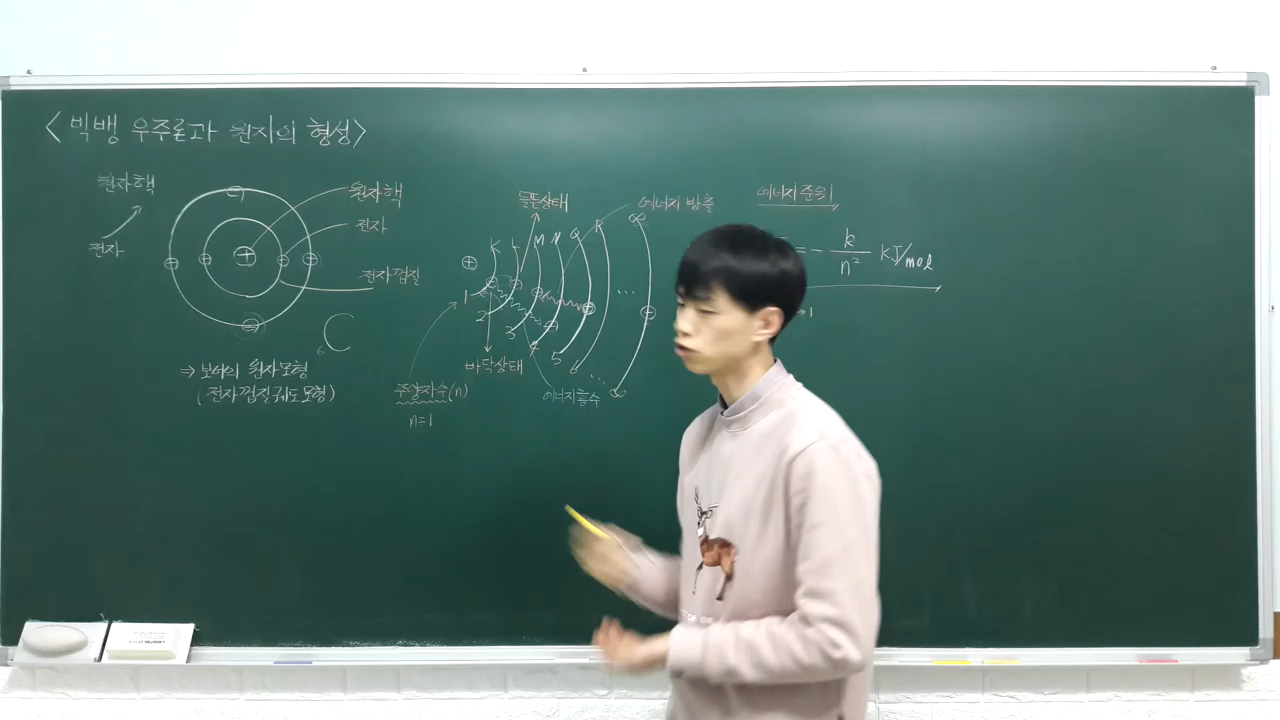 <빅뱅 우주론과 원자의 형성>
원자핵
전자
원자핵
전자
전자껍질
6 C
⇒ 보어의 원자모형
(전자껍질 궤도 모형)
들뜬상태
에너지 방출
K L M N Q R ∞
1 2 3 4 5 6 ... ∞
바닥상태
에너지흡수
주양자수(n)
n=1
에너지준위
= - k/n² KJ/mol
→1